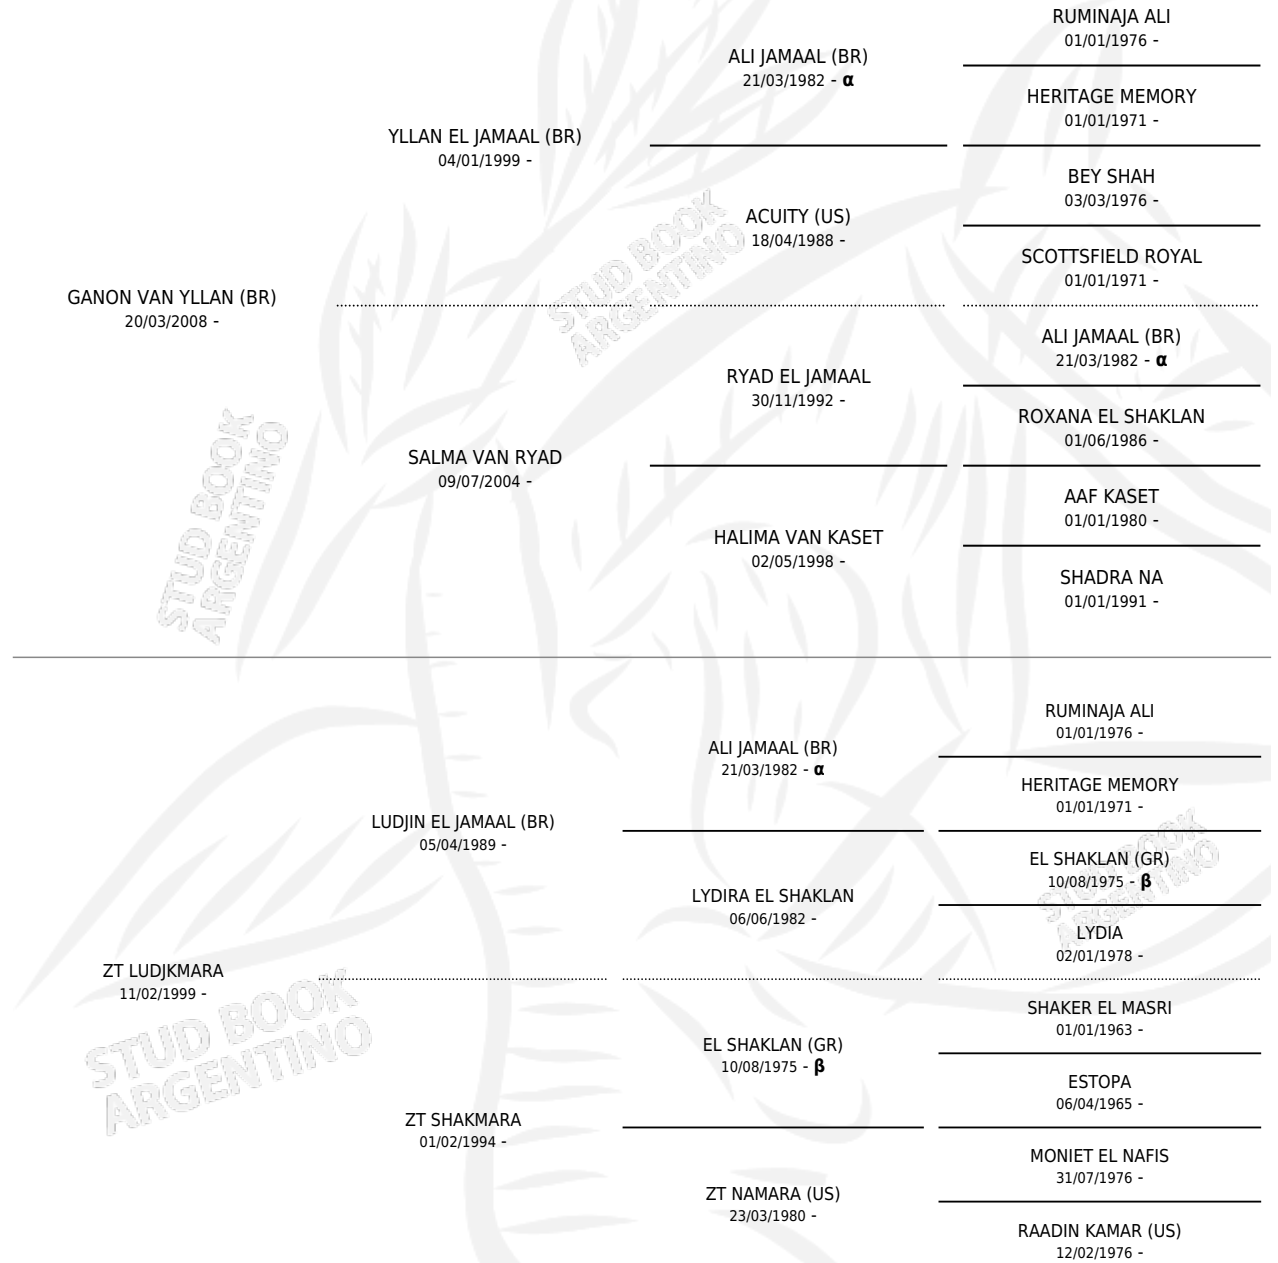 RUMINAJA ALI
01/01/1976 -
ALI JAMAAL (BR)
21/03/1982 - α
HERITAGE MEMORY
01/01/1971 -
YLLAN EL JAMAAL (BR)
04/01/1999 -
BEY SHAH
03/03/1976 -
ACUITY (US)
18/04/1988 -
SCOTTSFIELD ROYAL
01/01/1971 -
GANON VAN YLLAN (BR)
20/03/2008 -
ALI JAMAAL (BR)
21/03/1982 - α
RYAD EL JAMAAL
30/11/1992 -
ROXANA EL SHAKLAN
01/06/1986 -
SALMA VAN RYAD
09/07/2004 -
AAF KASET
01/01/1980 -
HALIMA VAN KASET
02/05/1998 -
SHADRA NA
01/01/1991 -
STUD BOOK
ARGENTINO
STUD BOOK
ARGENTINO
RUMINAJA ALI
01/01/1976 -
ALI JAMAAL (BR)
21/03/1982 - α
HERITAGE MEMORY
01/01/1971 -
LUDJIN EL JAMAAL (BR)
05/04/1989 -
EL SHAKLAN (GR)
10/08/1975 - β
LYDIRA EL SHAKLAN
06/06/1982 -
LYDIA
02/01/1978 -
ZT LUDJKMARA
11/02/1999 -
SHAKER EL MASRI
01/01/1963 -
EL SHAKLAN (GR)
10/08/1975 - β
ESTOPA
06/04/1965 -
ZT SHAKMARA
01/02/1994 -
MONIET EL NAFIS
31/07/1976 -
ZT NAMARA (US)
23/03/1980 -
RAADIN KAMAR (US)
12/02/1976 -
STUD BOOK
ARGENTINO
STUD BOOK
ARGENTINO